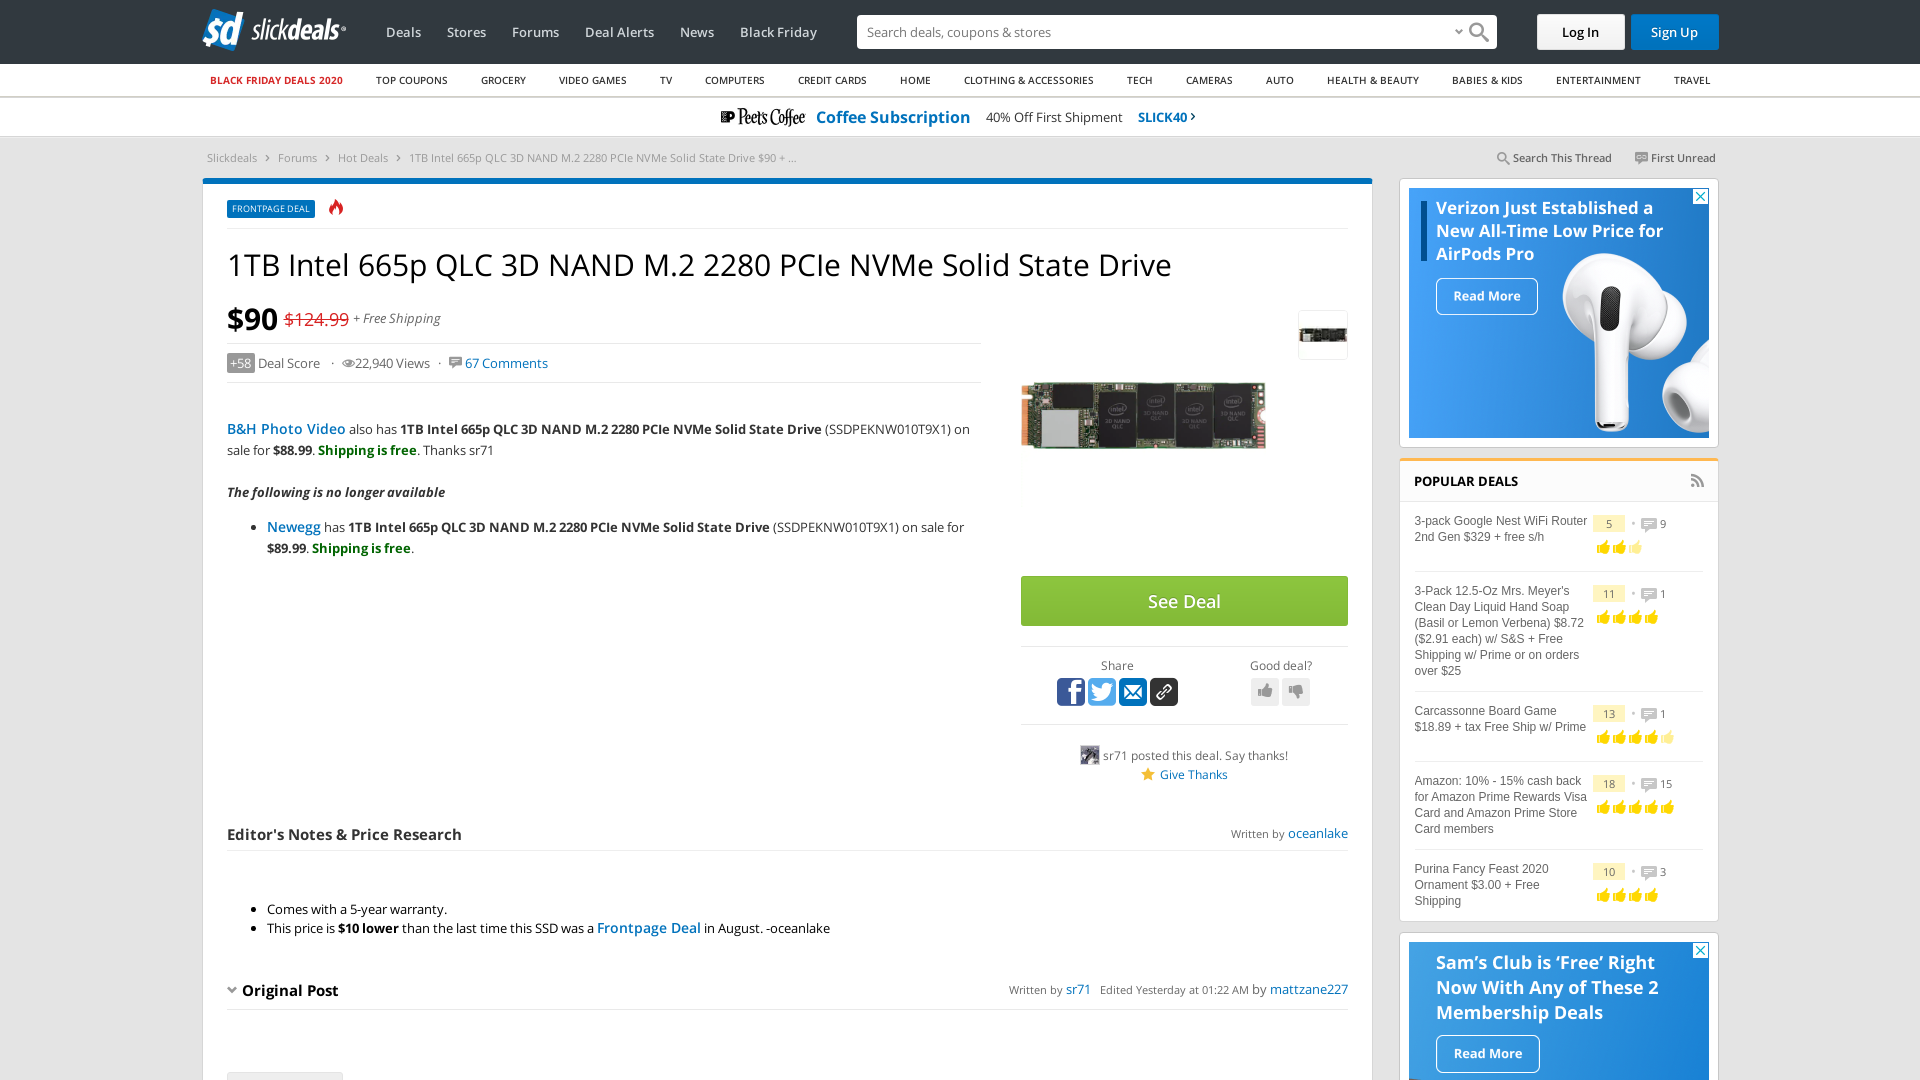 slickdeals
Deals
Stores
Forums
Deal Alerts
News
Black Friday
Search deals, coupons & stores
Log In
Sign Up
BLACK FRIDAY DEALS 2020
TOP COUPONS
GROCERY
VIDEO GAMES
TV
COMPUTERS
CREDIT CARDS
HOME
CLOTHING & ACCESSORIES
TECH
CAMERAS
AUTO
HEALTH & BEAUTY
BABIES & KIDS
ENTERTAINMENT
TRAVEL
Peet's Coffee Coffee Subscription 40% Off First Shipment SLICK40
Slickdeals › Forums › Hot Deals › 1TB Intel 665p QLC 3D NAND M.2 2280 PCIe NVMe Solid State Drive $90 + ...
Search This Thread
First Unread
FRONTPAGE DEAL
1TB Intel 665p QLC 3D NAND M.2 2280 PCIe NVMe Solid State Drive
$90 $124.99 + Free Shipping
+58 Deal Score · 22,940 Views · 67 Comments
B&H Photo Video also has 1TB Intel 665p QLC 3D NAND M.2 2280 PCIe NVMe Solid State Drive (SSDPEKNW010T9X1) on
sale for $88.99. Shipping is free. Thanks sr71
The following is no longer available
• Newegg has 1TB Intel 665p QLC 3D NAND M.2 2280 PCIe NVMe Solid State Drive (SSDPEKNW010T9X1) on sale for
$89.99. Shipping is free.
See Deal
Share
Good deal?
sr71 posted this deal. Say thanks!
Give Thanks
Editor's Notes & Price Research
Written by oceanlake
• Comes with a 5-year warranty.
• This price is $10 lower than the last time this SSD was a Frontpage Deal in August. -oceanlake
Original Post
Written by sr71 Edited Yesterday at 01:22 AM by mattzane227
Verizon Just Established a
New All-Time Low Price for
AirPods Pro
Read More
POPULAR DEALS
3-pack Google Nest WiFi Router
2nd Gen $329 + free s/h
5 • 9
3-Pack 12.5-Oz Mrs. Meyer's
Clean Day Liquid Hand Soap
(Basil or Lemon Verbena) $8.72
($2.91 each) w/ S&S + Free
Shipping w/ Prime or on orders
over $25
11 • 1
Carcassonne Board Game
$18.89 + tax Free Ship w/ Prime
13 • 1
Amazon: 10% - 15% cash back
for Amazon Prime Rewards Visa
Card and Amazon Prime Store
Card members
18 • 15
Purina Fancy Feast 2020
Ornament $3.00 + Free
Shipping
10 • 3
Sam's Club is 'Free' Right
Now With Any of These 2
Membership Deals
Read More